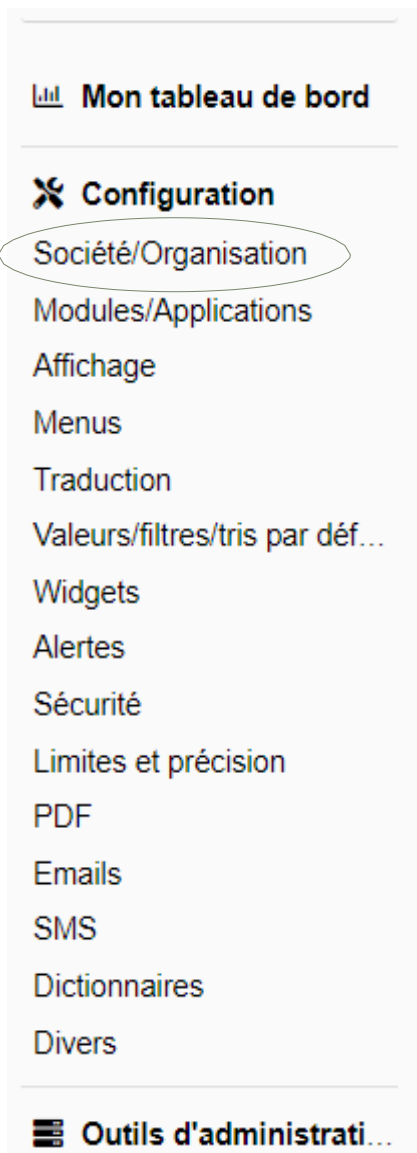 Mon tableau de bord
Configuration
Société/Organisation
Modules/Applications
Affichage
Menus
Traduction
Valeurs/filtres/tris par déf...
Widgets
Alertes
Sécurité
Limites et précision
PDF
Emails
SMS
Dictionnaires
Divers
Outils d'administrati...